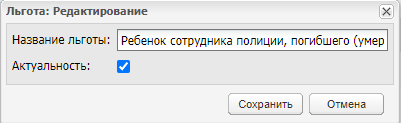 Льгота: Редактирование
Название льготы: Ребенок сотрудника полиции, погибшего (умер
Актуальность:
Сохранить Отмена